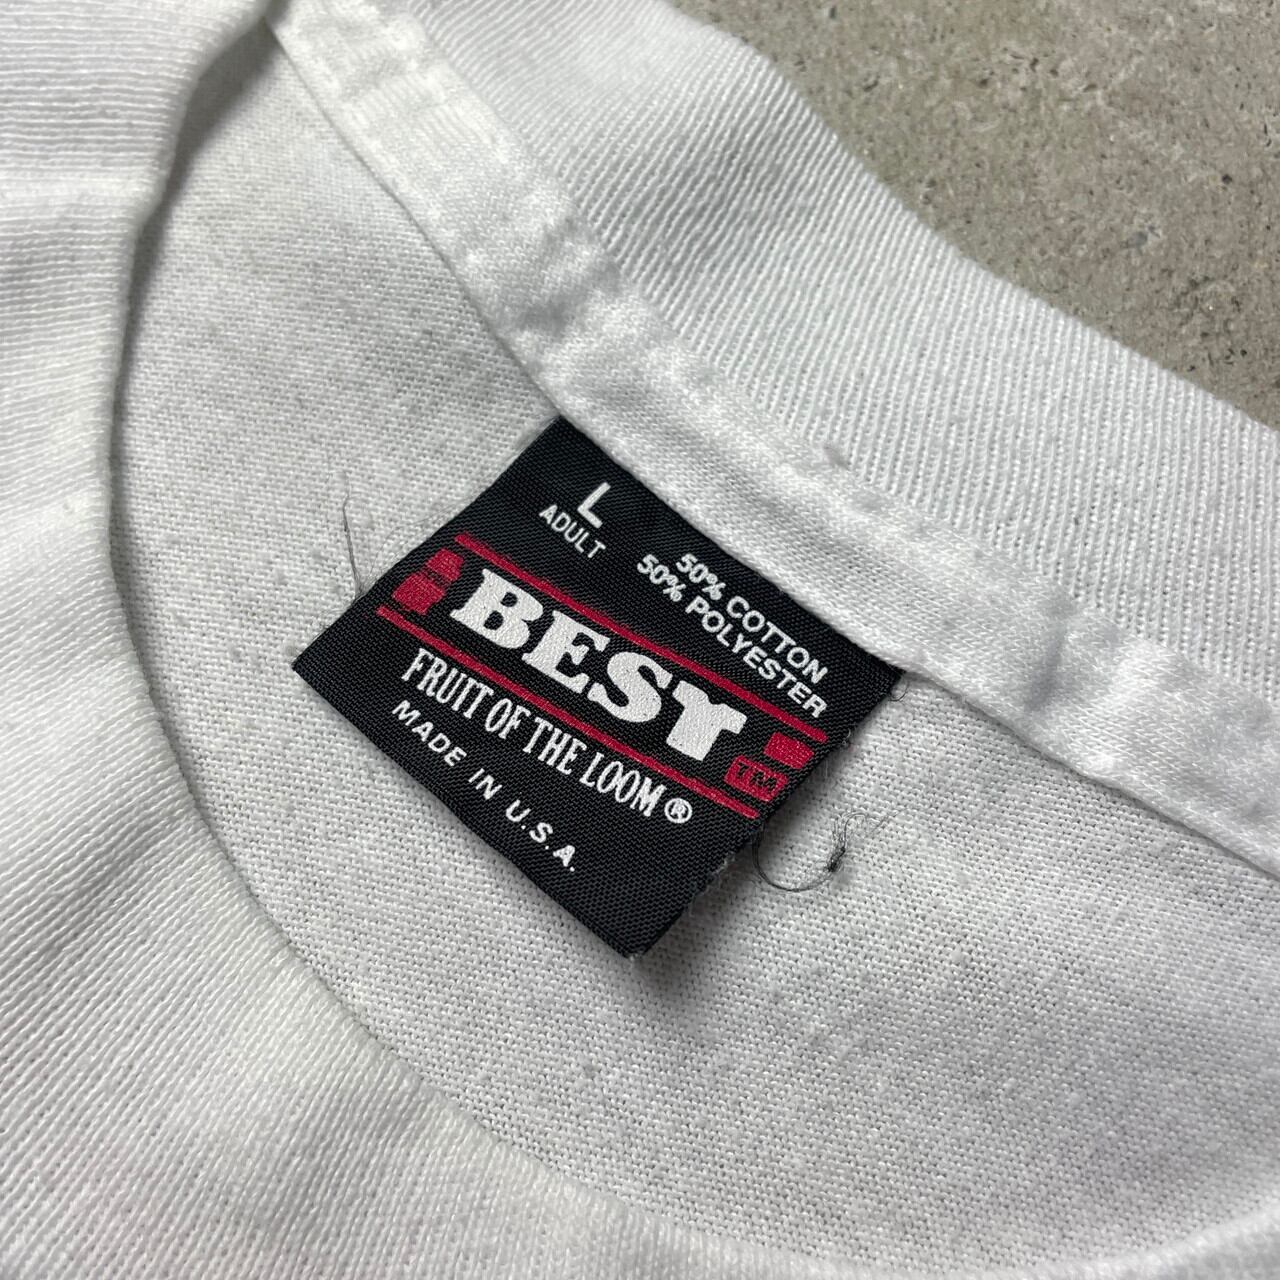 L
ADULT
50% COTTON
50% POLYESTER
BEST
TM
FRUIT OF THE LOOM®
MADE IN U.S.A.